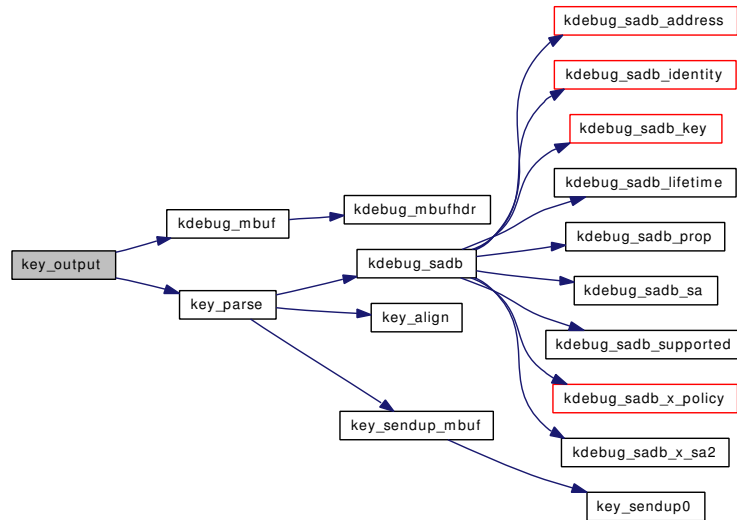 key_output
kdebug_mbuf
key_parse
kdebug_mbufhdr
kdebug_sadb
key_align
key_sendup_mbuf
kdebug_sadb_address
kdebug_sadb_identity
kdebug_sadb_key
kdebug_sadb_lifetime
kdebug_sadb_prop
kdebug_sadb_sa
kdebug_sadb_supported
kdebug_sadb_x_policy
kdebug_sadb_x_sa2
key_sendup0